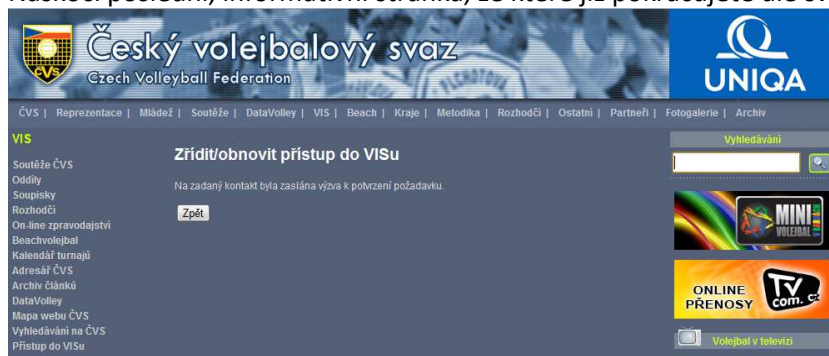 Český volejbalový svaz
Czech Volleyball Federation
ČVS
UNIQA
ČVS | Reprezentace | Mládež | Soutěže | DataVolley | VIS | Beach | Kraje | Metodika | Rozhodčí | Ostatní | Partneři | Fotogalerie | Archiv
VIS
Soutěže ČVS
Oddíly
Soupisky
Rozhodčí
On-line zpravodajství
Beachvolejbal
Kalendář turnajů
Adresář ČVS
Archiv článků
DataVolley
Mapa webu ČVS
Vyhledávání na ČVS
Přístup do VISu
Zřídit/obnovit přístup do VISu
Na zadaný kontakt byla zaslána výzva k potvrzení požadavku.
Zpět
Vyhledávání
MINI
VOLEJBAL
ONLINE
PŘENOSY
TV
com.cz
Volejbal v televizi